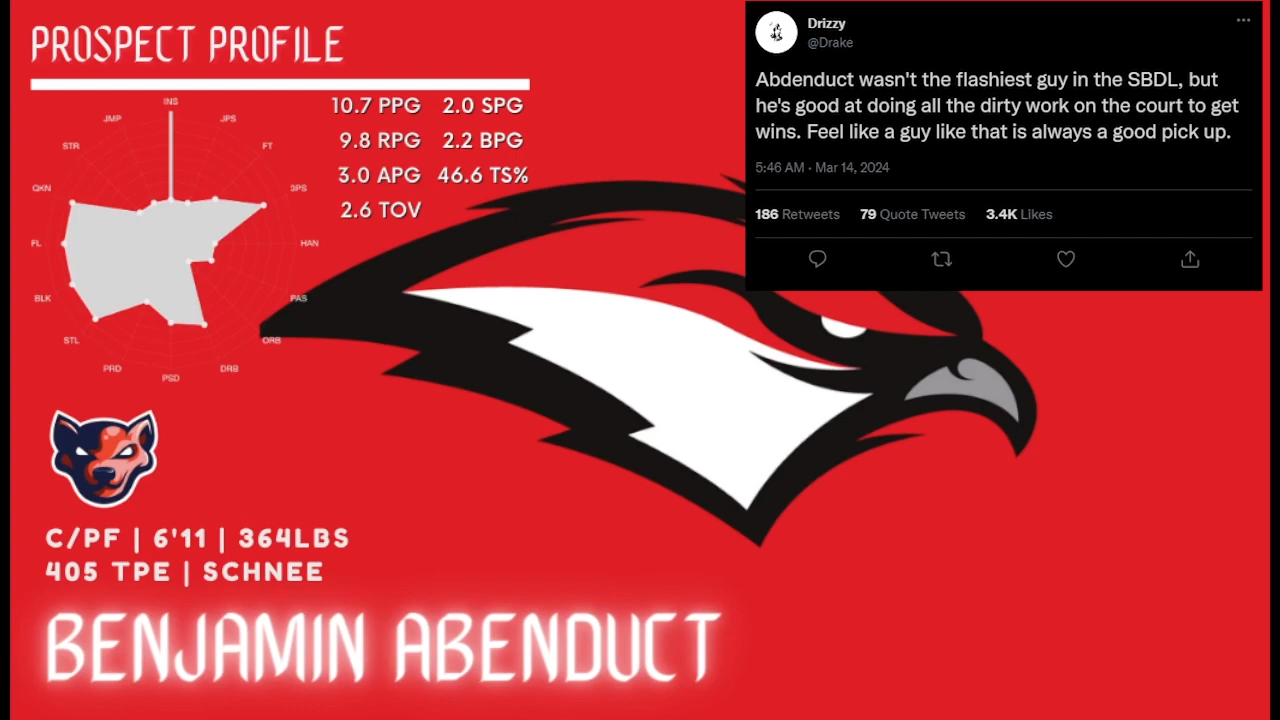 PROSPECT PROFILE
10.7 PPG 2.0 SPG
9.8 RPG 2.2 BPG
3.0 APG 46.6 TS%
2.6 TOV
INS
JPS
FT
3PS
HAN
PAS
ORB
DRB
PSD
PRD
STL
BLK
FL
QKN
STR
JMP
Drizzy
@Drake
Abdenduct wasn't the flashiest guy in the SBDL, but
he's good at doing all the dirty work on the court to get
wins. Feel like a guy like that is always a good pick up.
5:46 AM · Mar 14, 2024
186 Retweets 79 Quote Tweets 3.4K Likes
C/PF | 6'11 | 364LBS
405 TPE | SCHNEE
BENJAMIN ABENDUCT